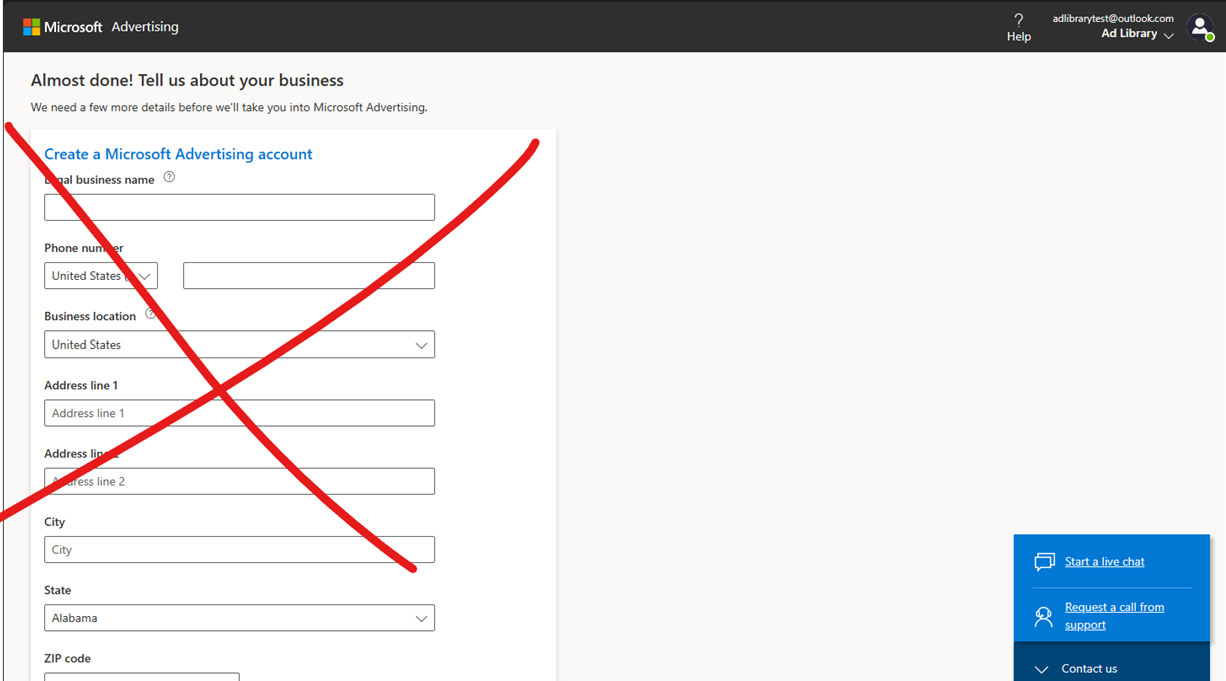 Microsoft Advertising
?
Help
adlibrarytest@outlook.com
Ad Library
Almost done! Tell us about your business
We need a few more details before we'll take you into Microsoft Advertising.
Create a Microsoft Advertising account
Legal business name ?
Phone number
United States (
Business location ?
United States
Address line 1
Address line 1
Address line 2
Address line 2
City
City
State
Alabama
ZIP code
Start a live chat
Request a call from
support
Contact us